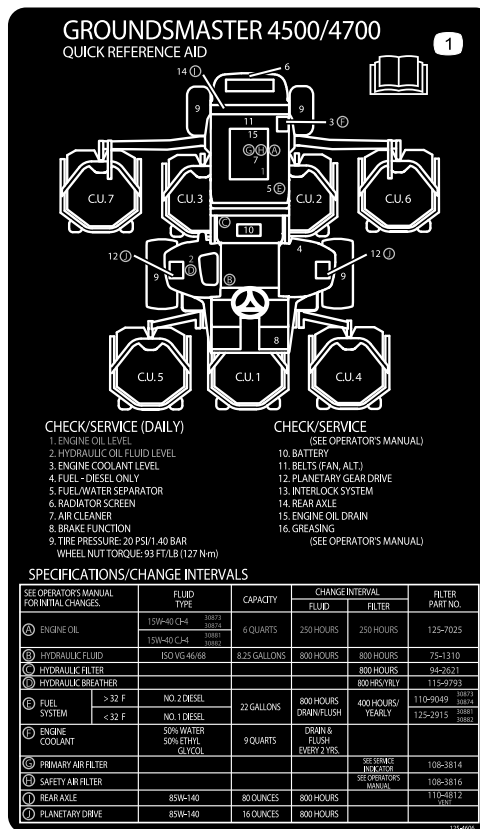 GROUNDSMASTER 4500/4700
QUICK REFERENCE AID
1
6
14 I
9
9
11
3 F
15
G H A
7
1
5 E
C.U. 7
C.U. 3
C.U. 2
C.U. 6
C
10
12 J
2
D
4
12 J
9
B
9
8
C.U. 5
C.U. 1
C.U. 4
CHECK/SERVICE (DAILY)
1. ENGINE OIL LEVEL
2. HYDRAULIC OIL FLUID LEVEL
3. ENGINE COOLANT LEVEL
4. FUEL - DIESEL ONLY
5. FUEL/WATER SEPARATOR
6. RADIATOR SCREEN
7. AIR CLEANER
8. BRAKE FUNCTION
9. TIRE PRESSURE: 20 PSI/1.40 BAR
WHEEL NUT TORQUE: 93 FT/LB (127 N·m)
CHECK/SERVICE
(SEE OPERATOR'S MANUAL)
10. BATTERY
11. BELTS (FAN, ALT.)
12. PLANETARY GEAR DRIVE
13. INTERLOCK SYSTEM
14. REAR AXLE
15. ENGINE OIL DRAIN
16. GREASING
(SEE OPERATOR'S MANUAL)
SPECIFICATIONS/CHANGE INTERVALS
SEE OPERATOR'S MANUAL FOR INITIAL CHANGES. FLUID TYPE CAPACITY CHANGE INTERVAL FLUID FILTER FILTER PART NO.
A ENGINE OIL 15W-40 CI-4 30873 30874 15W-40 CJ-4 30881 30882 6 QUARTS 250 HOURS 250 HOURS 125-7025
B HYDRAULIC FLUID ISO VG 46/68 8.25 GALLONS 800 HOURS 800 HOURS 75-1310
C HYDRAULIC FILTER 800 HOURS 94-2621
D HYDRAULIC BREATHER 800 HRS/YRLY 115-9793
E FUEL SYSTEM > 32 F NO. 2 DIESEL 22 GALLONS 800 HOURS DRAIN/FLUSH 400 HOURS/ YEARLY 110-9049 30873 30874
< 32 F NO. 1 DIESEL 125-2915 30881 30882
F ENGINE COOLANT 50% WATER 50% ETHYL GLYCOL 9 QUARTS DRAIN & FLUSH EVERY 2 YRS.
G PRIMARY AIR FILTER SEE SERVICE INDICATOR 108-3814
H SAFETY AIR FILTER SEE OPERATOR'S MANUAL 108-3816
I REAR AXLE 85W-140 80 OUNCES 800 HOURS 110-4812 VENT
J PLANETARY DRIVE 85W-140 16 OUNCES 800 HOURS
125-4606